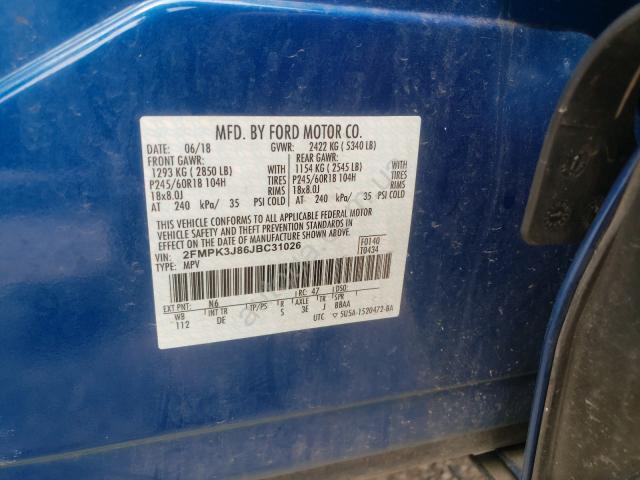 MFD. BY FORD MOTOR CO.
DATE: 06/18 GVWR: 2422 KG ( 5340 LB)
FRONT GAWR: REAR GAWR:
1293 KG ( 2850 LB) WITH 1154 KG ( 2545 LB) WITH
P245/60R18 104H TIRES P245/60R18 104H TIRES
18x8.0J RIMS 18x8.0J RIMS
AT 240 kPa/ 35 PSI COLD AT 240 kPa/ 35 PSI COLD
THIS VEHICLE CONFORMS TO ALL APPLICABLE FEDERAL MOTOR
VEHICLE SAFETY AND THEFT PREVENTION STANDARDS IN
EFFECT ON THE DATE OF MANUFACTURE SHOWN ABOVE.
VIN: 2FMPK3J86JBC31026 F0140
TYPE: MPV T0434
EXT PNT: N6 RC: 47 DSO:
WB INT TR TP/PS R AXLE TR SPR
112 DE S 3E J BBAA
UTC ▽ 5U5A-1520472-BA